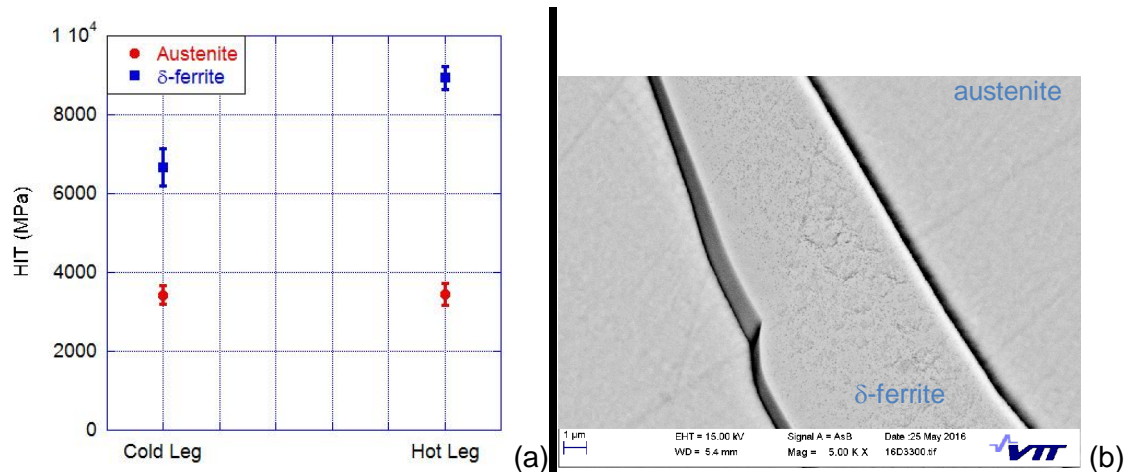 1 10⁴
Austenite
δ-ferrite
8000
6000
4000
2000
0
HIT (MPa)
Cold Leg
Hot Leg
(a)
austenite
δ-ferrite
1 µm
EHT = 15.00 kV
Signal A = AsB
Date :25 May 2016
WD = 5.4 mm
Mag = 5.00 K X
16D3300.tif
VTT
(b)